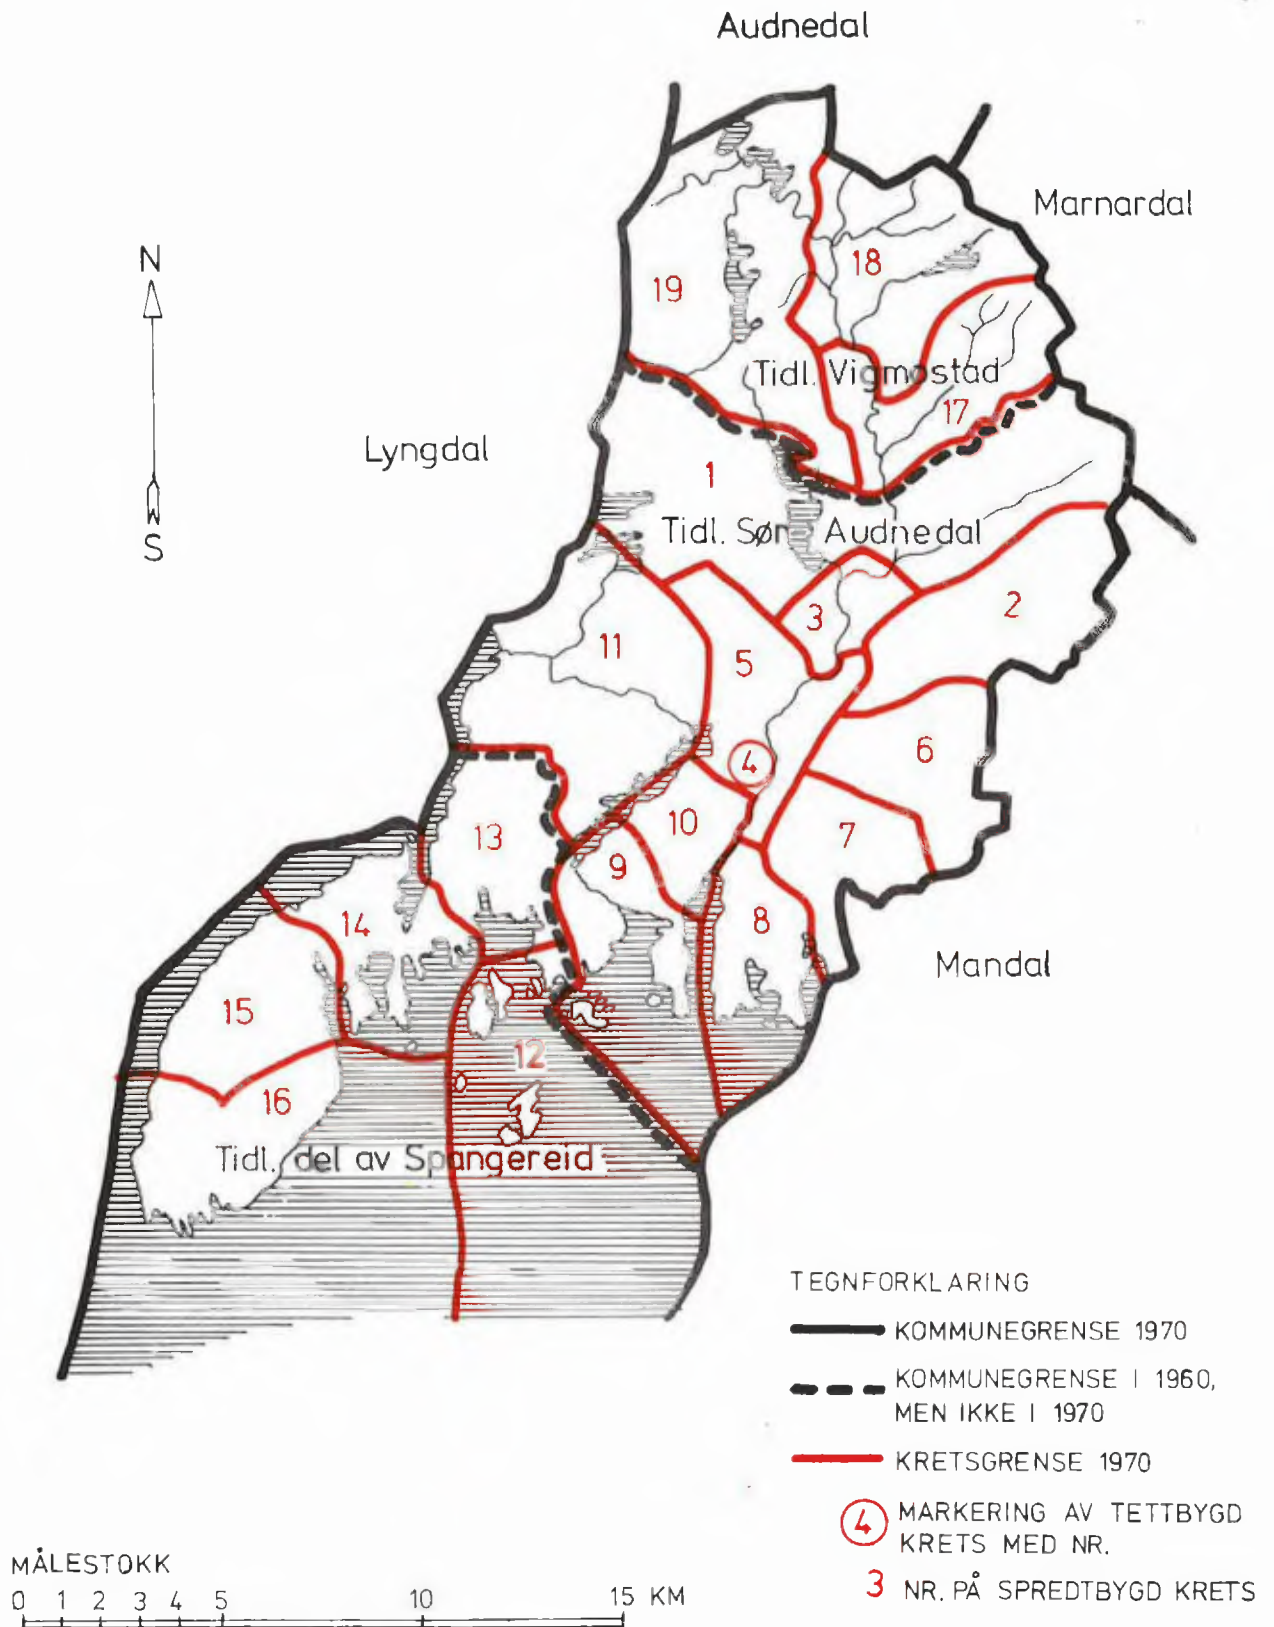 Audnedal
Marnardal
N
18
19
Tidl. Vigmostad
17
Lyngdal
1
S
Tidl. Sør Audnedal
2
3
11
5
6
4
13
10
7
9
14
8
Mandal
15
12
16
Tidl. del av Spangereid
TEGNFORKLARING
KOMMUNEGRENSE 1970
KOMMUNEGRENSE I 1960,
MEN IKKE I 1970
KRETSGRENSE 1970
4 MARKERING AV TETTBYGD
KRETS MED NR.
3 NR. PÅ SPREDTBYGD KRETS
MÅLESTOKK
0 1 2 3 4 5 10 15 KM